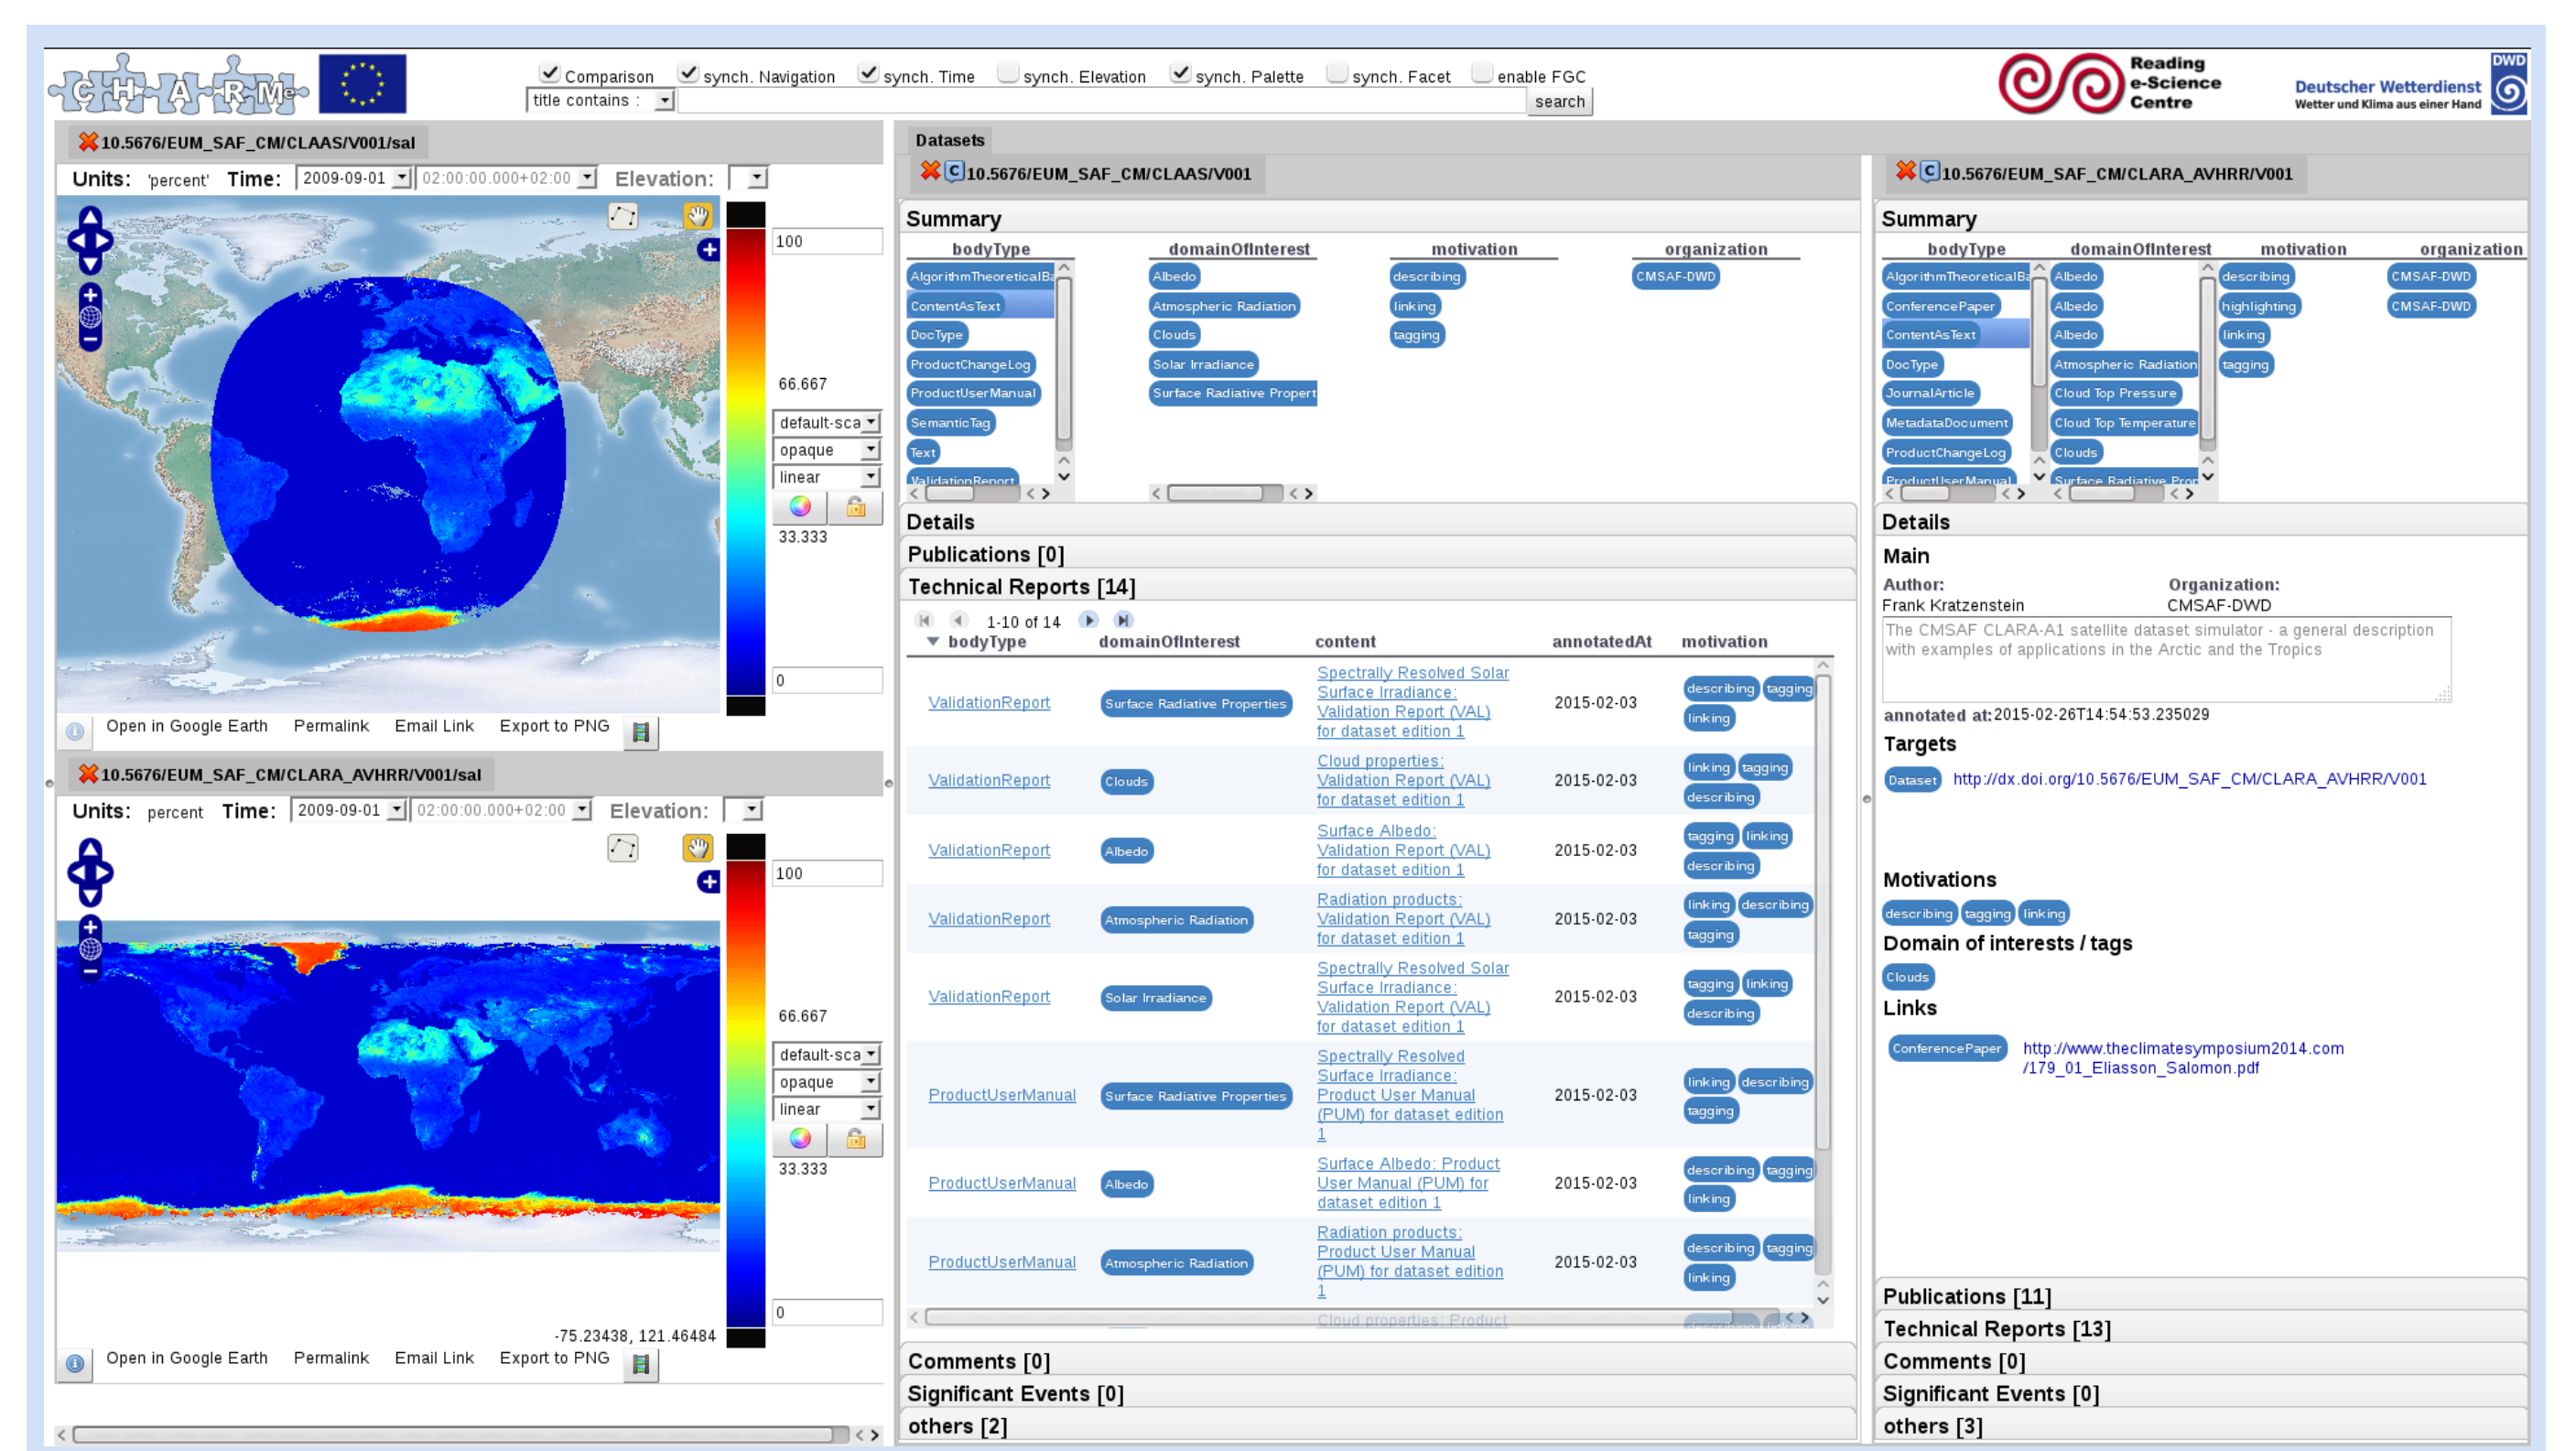 CHARMe
Comparison synch. Navigation synch. Time synch. Elevation synch. Palette synch. Facet enable FGC
title contains : search
Reading
e-Science
Centre
Deutscher Wetterdienst
Wetter und Klima aus einer Hand
DWD
10.5676/EUM_SAF_CM/CLAAS/V001/sal
Units: 'percent' Time: 2009-09-01 02:00:00.000+02:00 Elevation:
100
66.667
default-sca
opaque
linear
33.333
0
Open in Google Earth Permalink Email Link Export to PNG
10.5676/EUM_SAF_CM/CLARA_AVHRR/V001/sal
Units: percent Time: 2009-09-01 02:00:00.000+02:00 Elevation:
100
66.667
default-sca
opaque
linear
33.333
0
-75.23438, 121.46484
Open in Google Earth Permalink Email Link Export to PNG
Datasets
C 10.5676/EUM_SAF_CM/CLAAS/V001
Summary
bodyType domainOfInterest motivation organization
AlgorithmTheoreticalBa Albedo describing CMSAF-DWD
ContentAsText Atmospheric Radiation linking
DocType Clouds tagging
ProductChangeLog Solar Irradiance
ProductUserManual Surface Radiative Propert
SemanticTag
Text
ValidationReport
Details
Publications [0]
Technical Reports [14]
1-10 of 14
bodyType domainOfInterest content annotatedAt motivation
ValidationReport Surface Radiative Properties
Spectrally Resolved Solar
Surface Irradiance:
Validation Report (VAL)
for dataset edition 1
2015-02-03
describing tagging
linking
ValidationReport Clouds
Cloud properties:
Validation Report (VAL)
for dataset edition 1
2015-02-03
linking tagging
describing
ValidationReport Albedo
Surface Albedo:
Validation Report (VAL)
for dataset edition 1
2015-02-03
tagging linking
describing
ValidationReport Atmospheric Radiation
Radiation products:
Validation Report (VAL)
for dataset edition 1
2015-02-03
linking describing
tagging
ValidationReport Solar Irradiance
Spectrally Resolved Solar
Surface Irradiance:
Validation Report (VAL)
for dataset edition 1
2015-02-03
tagging linking
describing
ProductUserManual Surface Radiative Properties
Spectrally Resolved
Surface Irradiance:
Product User Manual
(PUM) for dataset edition
1
2015-02-03
linking describing
tagging
ProductUserManual Albedo
Surface Albedo: Product
User Manual (PUM) for
dataset edition 1
2015-02-03
describing tagging
linking
ProductUserManual Atmospheric Radiation
Radiation products:
Product User Manual
(PUM) for dataset edition
1
2015-02-03
describing tagging
linking
Cloud properties: Product
describing linking
Comments [0]
Significant Events [0]
others [2]
C 10.5676/EUM_SAF_CM/CLARA_AVHRR/V001
Summary
bodyType domainOfInterest motivation organization
AlgorithmTheoreticalBa Albedo describing CMSAF-DWD
ConferencePaper Albedo highlighting CMSAF-DWD
ContentAsText Albedo linking
DocType Atmospheric Radiation tagging
JournalArticle Cloud Top Pressure
MetadataDocument Cloud Top Temperature
ProductChangeLog Clouds
ProductUserManual Surface Radiative Prop
Details
Main
Author: Organization:
Frank Kratzenstein CMSAF-DWD
The CMSAF CLARA-A1 satellite dataset simulator - a general description
with examples of applications in the Arctic and the Tropics
annotated at:2015-02-26T14:54:53.235029
Targets
Dataset http://dx.doi.org/10.5676/EUM_SAF_CM/CLARA_AVHRR/V001
Motivations
describing tagging linking
Domain of interests / tags
Clouds
Links
ConferencePaper http://www.theclimatesymposium2014.com
/179_01_Eliasson_Salomon.pdf
Publications [11]
Technical Reports [13]
Comments [0]
Significant Events [0]
others [3]